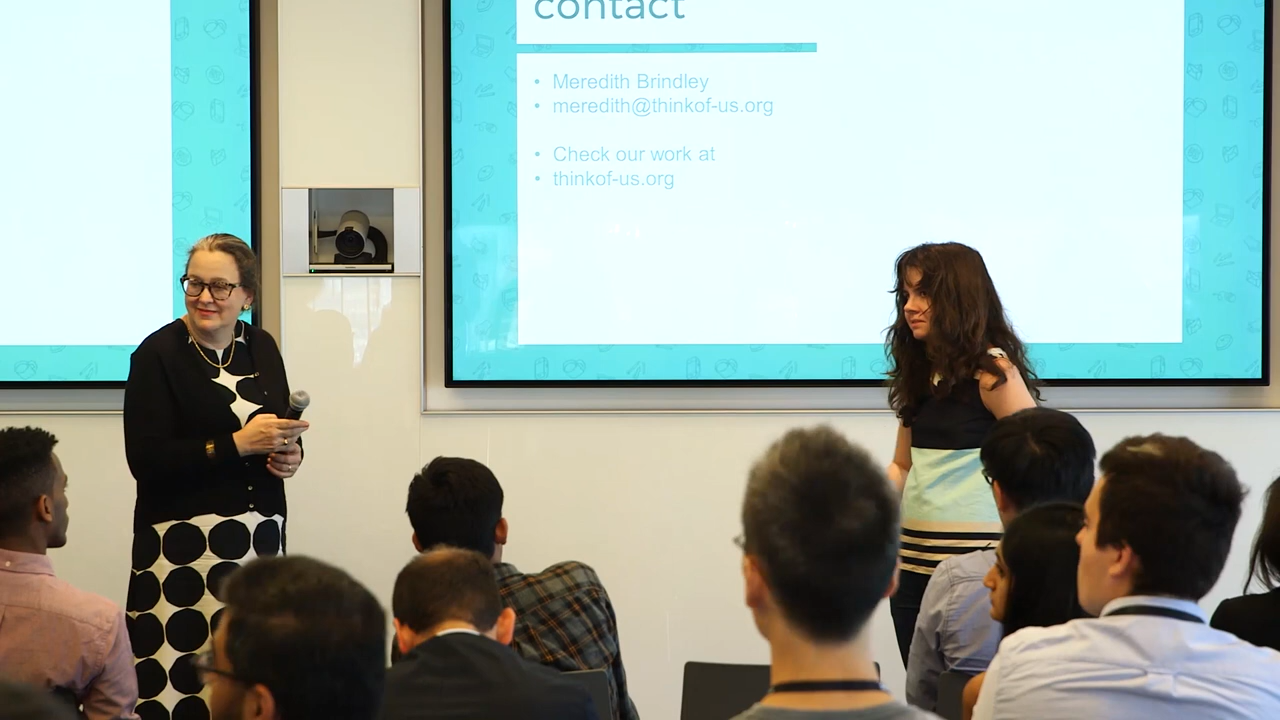 contact
• Meredith Brindley
• meredith@thinkof-us.org
• Check our work at
• thinkof-us.org